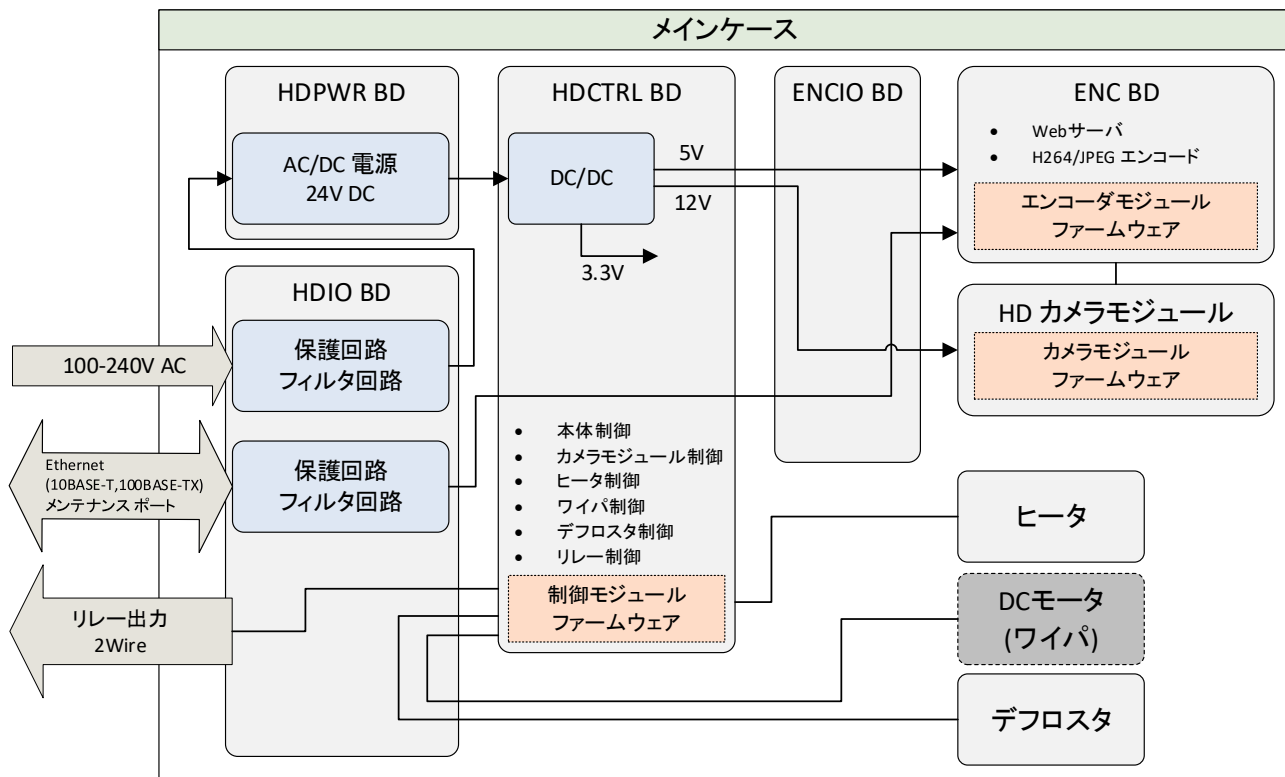 メインケース
HDPWR BD
AC/DC 電源
24V DC
HDCTRL BD
DC/DC
5V
12V
3.3V
ENCIO BD
ENC BD
• Webサーバ
• H264/JPEG エンコード
エンコーダモジュール
ファームウェア
HDIO BD
保護回路
フィルタ回路
100-240V AC
HD カメラモジュール
カメラモジュール
ファームウェア
保護回路
フィルタ回路
Ethernet
(10BASE-T,100BASE-TX)
メンテナンス ポート
• 本体制御
• カメラモジュール制御
• ヒータ制御
• ワイパ制御
• デフロスタ制御
• リレー制御
制御モジュール
ファームウェア
リレー出力
2Wire
ヒータ
DCモータ
(ワイパ)
デフロスタ